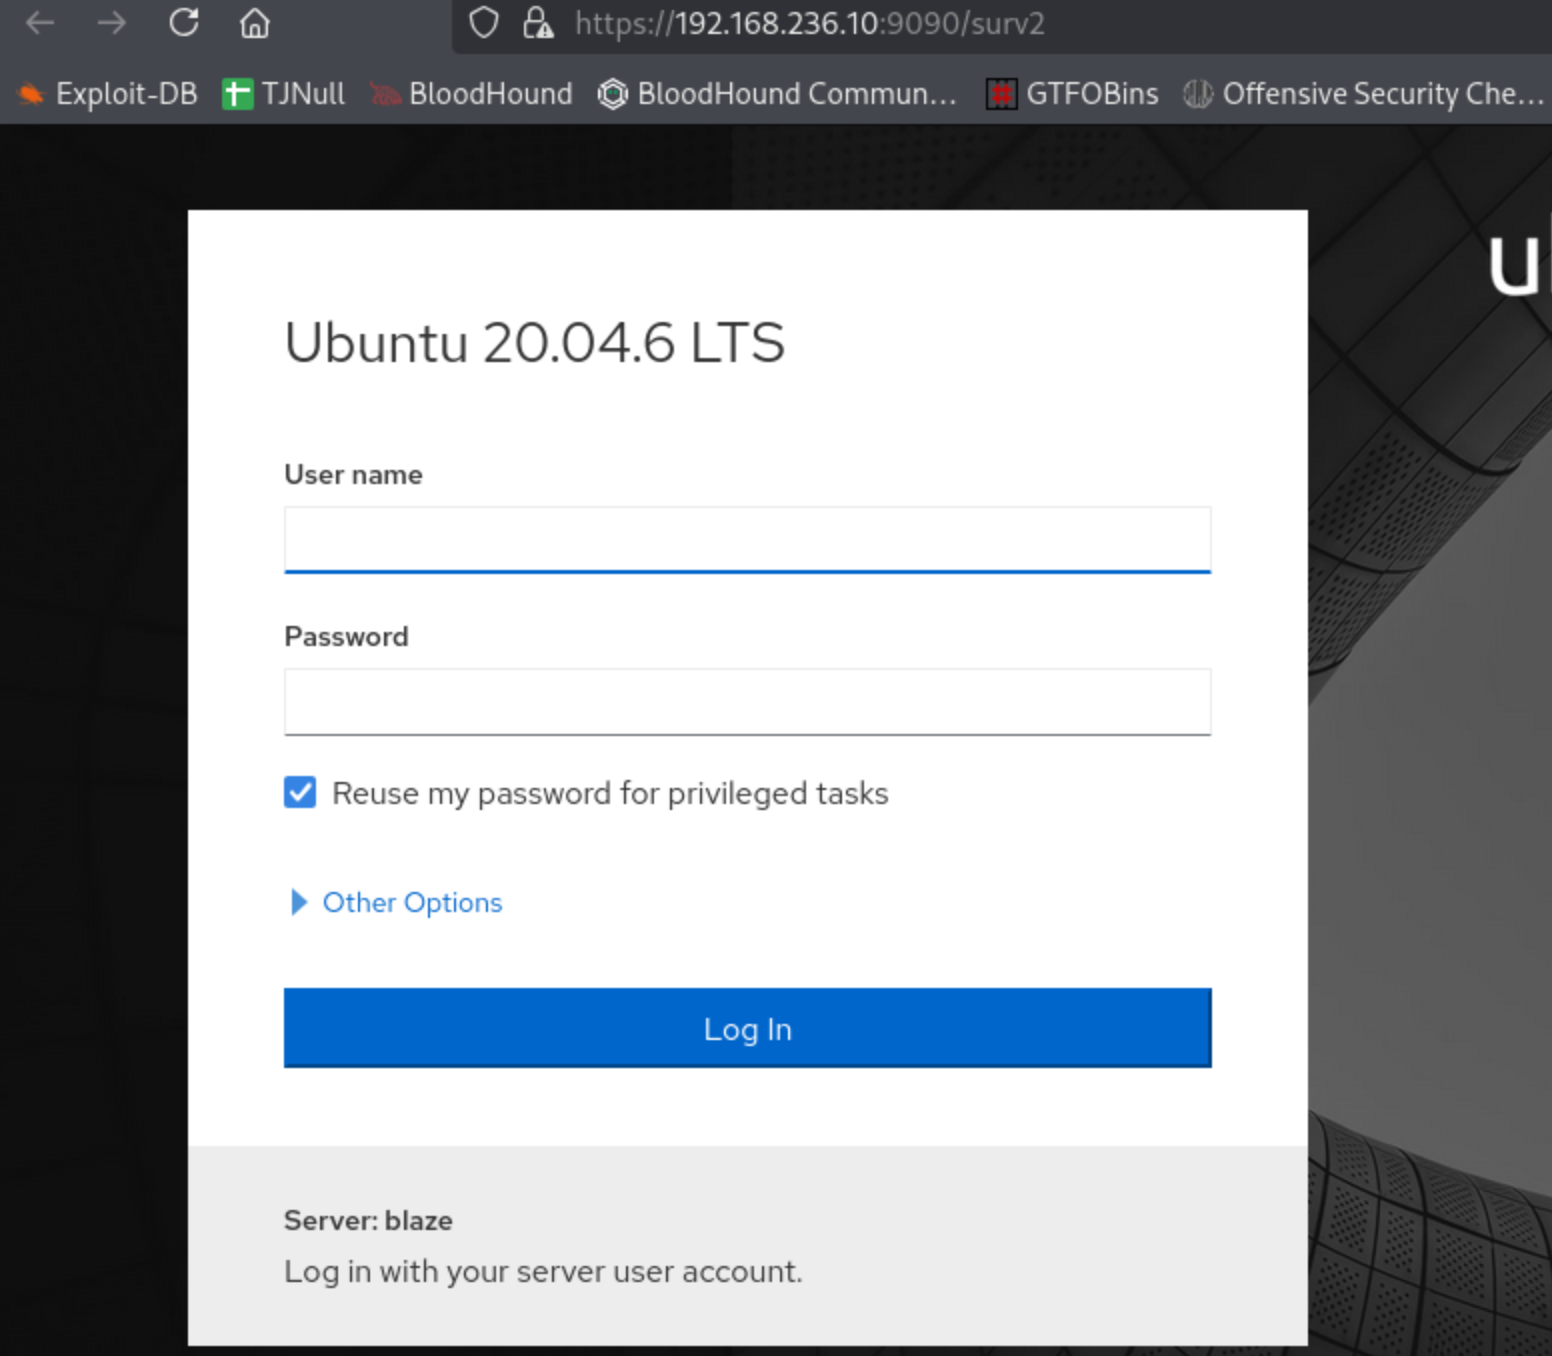 https://192.168.236.10:9090/surv2
Exploit-DB TJNull BloodHound BloodHound Commun… GTFOBins Offensive Security Che…
Ubuntu 20.04.6 LTS
User name
Password
Reuse my password for privileged tasks
Other Options
Log In
Server: blaze
Log in with your server user account.